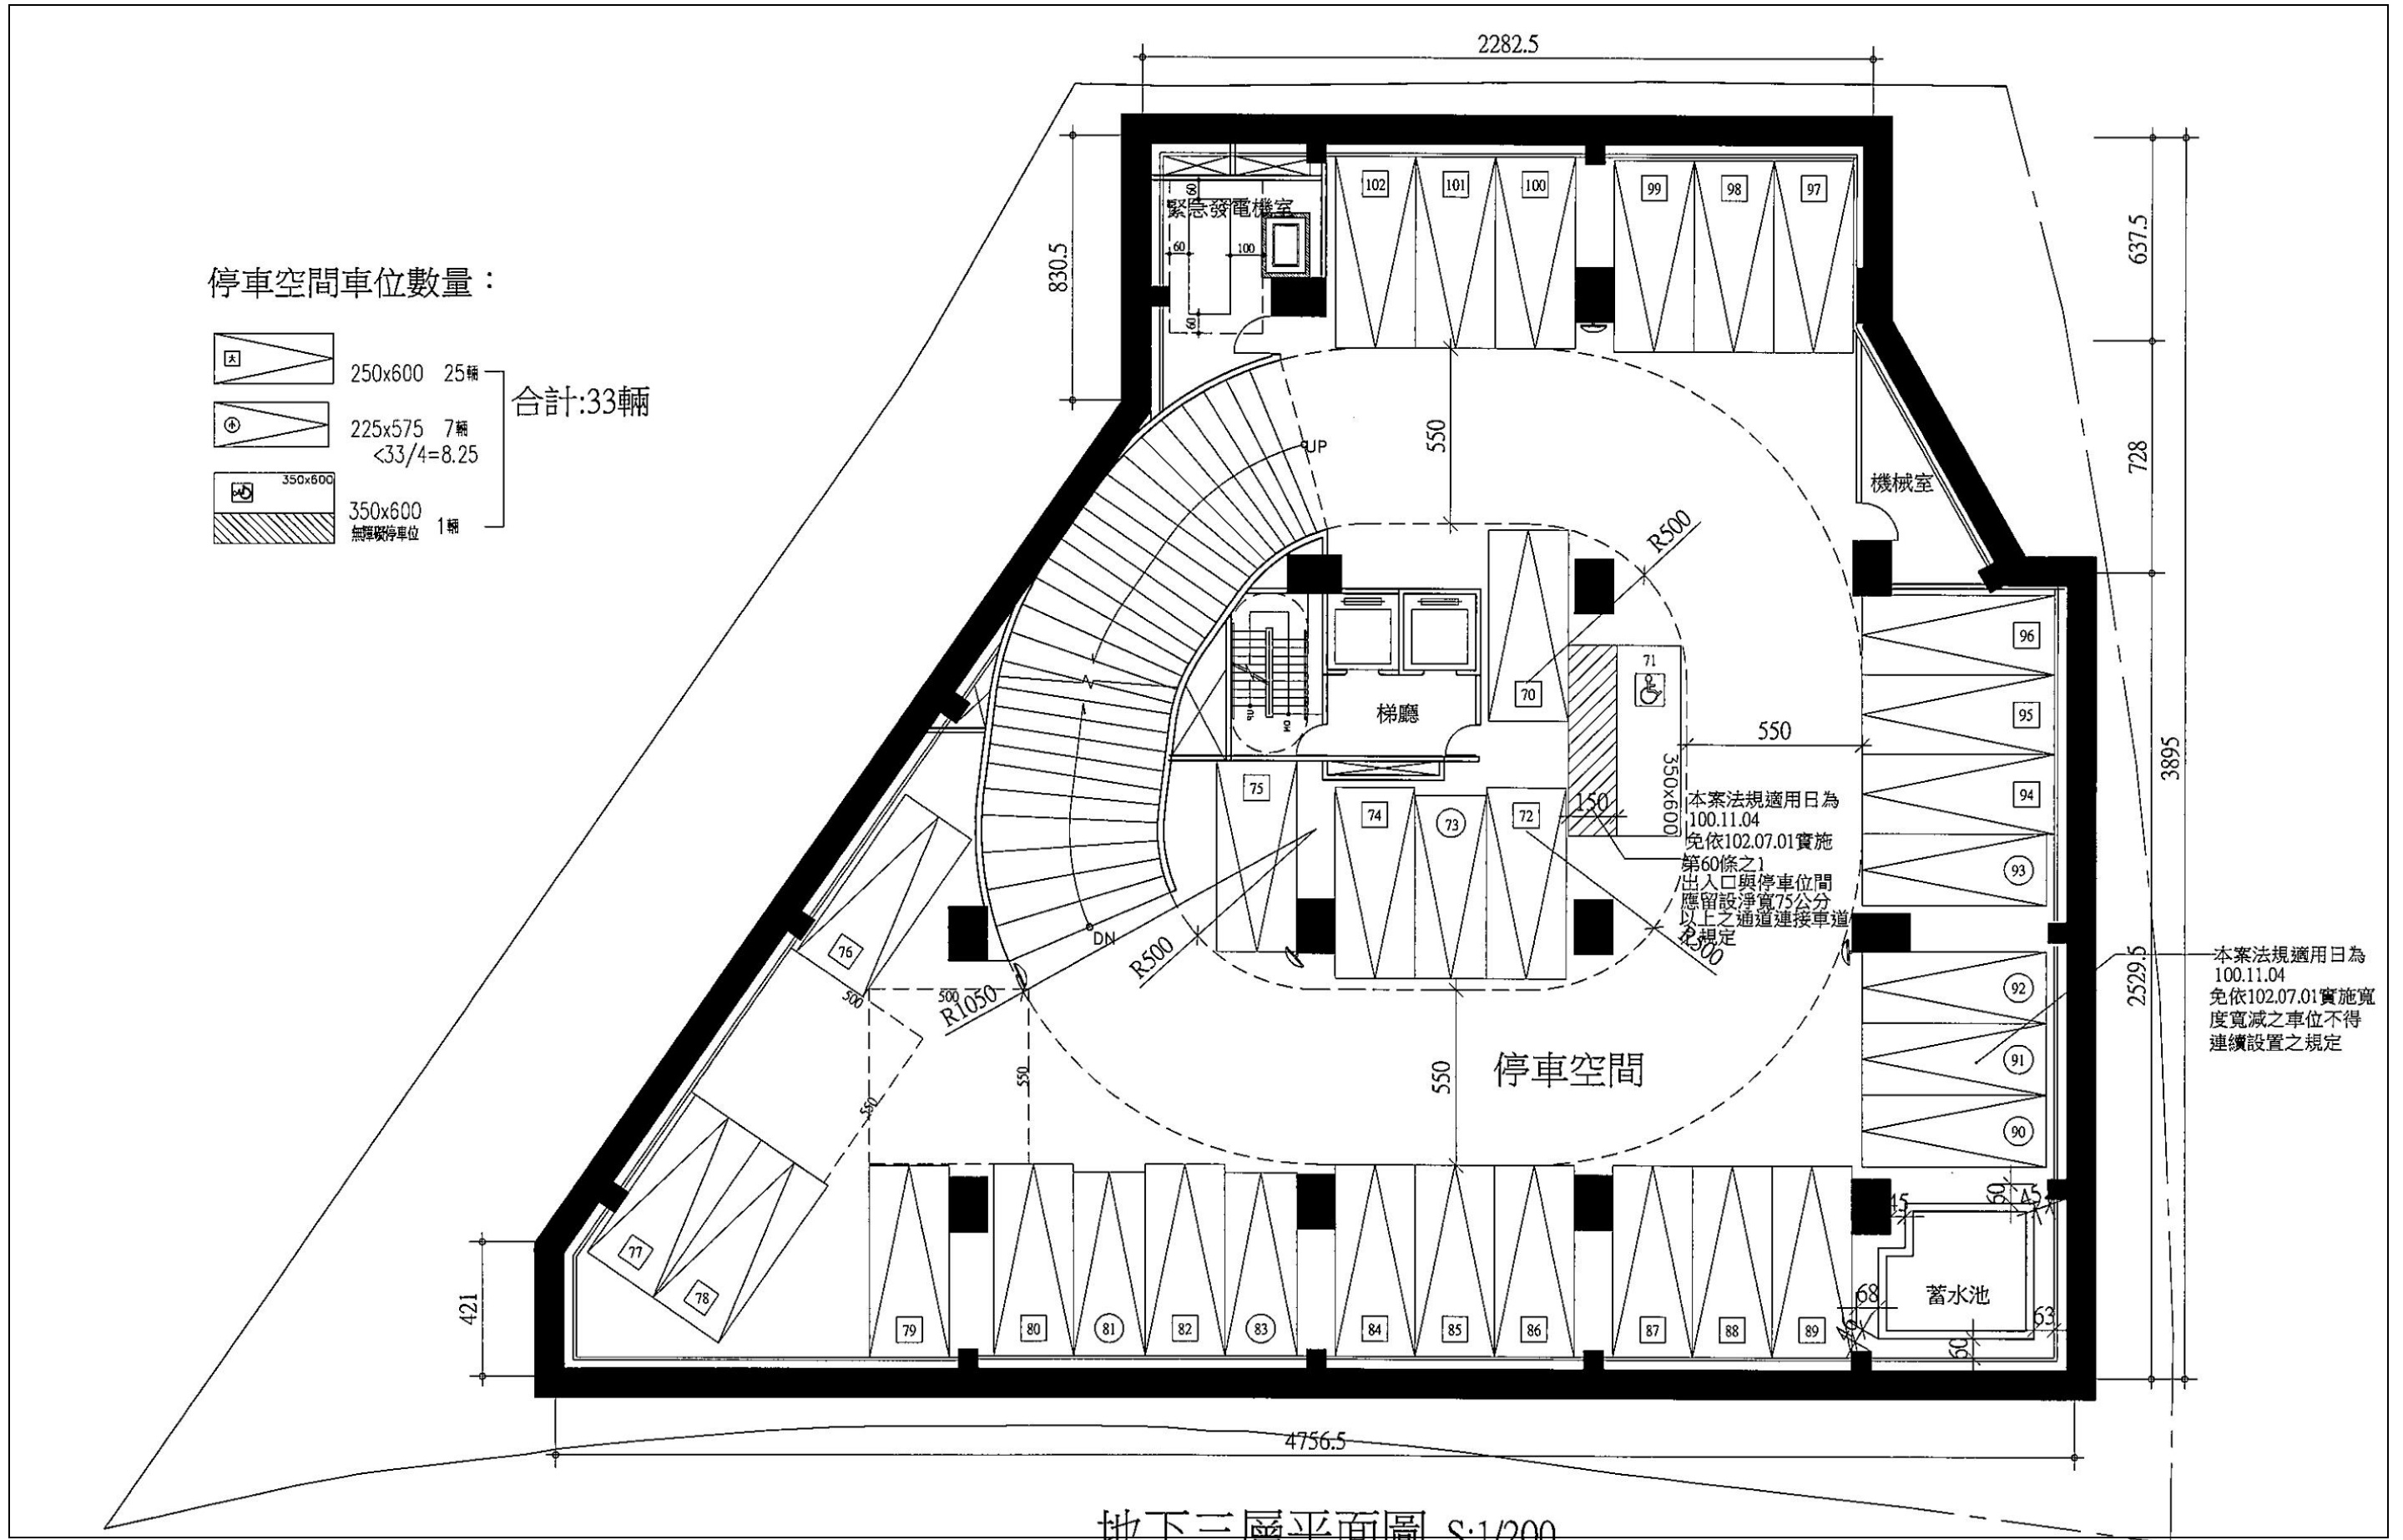 2282.5
停車空間車位數量：
大
250x600 25輛
小
225x575 7輛
<33/4=8.25
350x600
350x600
無障礙停車位 1輛
合計:33輛
830.5
637.5
728
3895
2529.5
421
4756.5
緊急發電機室
60
60
100
60
102
101
100
99
98
97
機械室
550
UP
R500
梯廳
UP
DN
70
71
350x600
150
550
96
95
94
93
92
91
90
75
74
73
72
本案法規適用日為
100.11.04
免依102.07.01實施
第60條之1
出入口與停車位間
應留設淨寬75公分
以上之通道連接車道
之規定
R500
R500
R1050
DN
本案法規適用日為
100.11.04
免依102.07.01實施寬
度寬減之車位不得
連續設置之規定
76
500
500
550
550
550
停車空間
77
78
79
80
81
82
83
84
85
86
87
88
89
45
60
45
蓄水池
68
63
60
地下三層平面圖 S:1/200